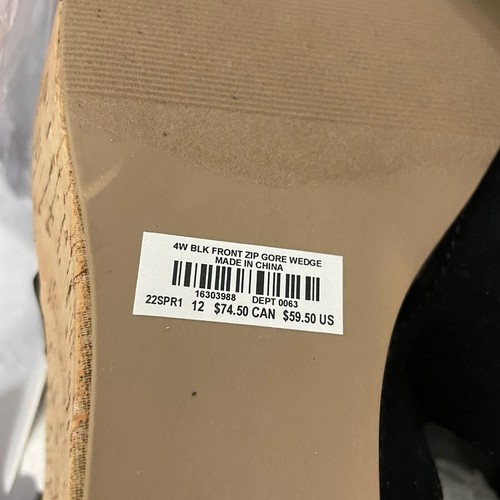 4W BLK FRONT ZIP GORE WEDGE
MADE IN CHINA
16303988 DEPT 0063
22SPR1 12 $74.50 CAN $59.50 US